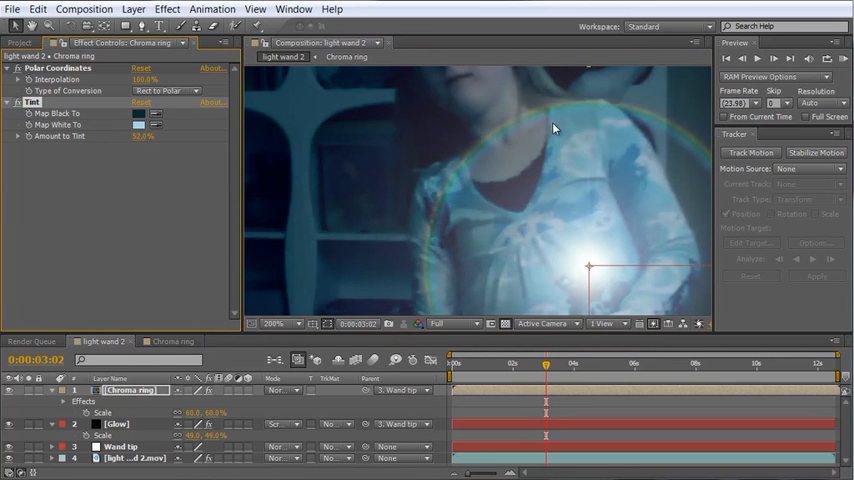 File Edit Composition Layer Effect Animation View Window Help
Workspace: Standard Search Help
Project Effect Controls: Chroma ring Composition: light wand 2 Preview
light wand 2 • Chroma ring light wand 2 Chroma ring
Polar Coordinates Reset About...
Interpolation 100.0%
Type of Conversion Rect to Polar
Tint Reset About...
Map Black To
Map White To
Amount to Tint 52.0%
RAM Preview Options
Frame Rate Skip Resolution
(23.98) 0 Auto
From Current Time Full Screen
Tracker
Track Motion Stabilize Motion
Motion Source: None
Current Track: None
Track Type: Transform
Position Rotation Scale
Motion Target:
Edit Target... Options...
Analyze:
Reset Apply
200% 0:00:03:02 Full Active Camera 1 View
Render Queue light wand 2 Chroma ring
0:00:03:02
:00s 02s 04s 06s 08s 10s 12s
# Layer Name Mode T TrkMat Parent
1 [Chroma ring] Nor... 3. Wand tip
Effects
Scale 60.0, 60.0%
2 [Glow] Scr... No... 3. Wand tip
Scale 49.0, 49.0%
3 Wand tip Nor... No... None
4 [light ...d 2.mov] Nor... No... None